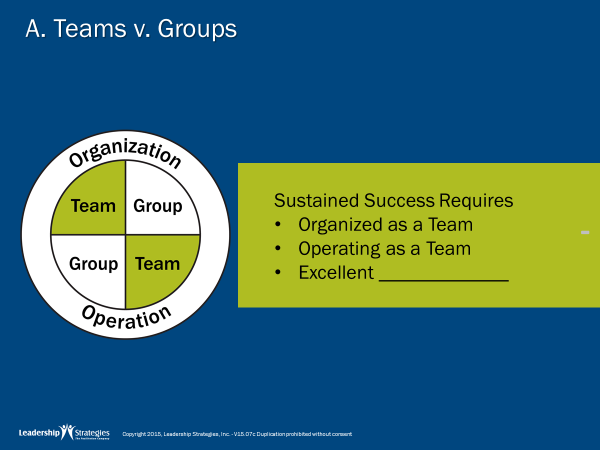 A. Teams v. Groups
Organization
Team Group
Group Team
Operation
Sustained Success Requires
• Organized as a Team
• Operating as a Team
• Excellent ______________
Leadership Strategies
The Facilitation Company
Copyright 2015, Leadership Strategies, Inc. - V15.07c Duplication prohibited without consent